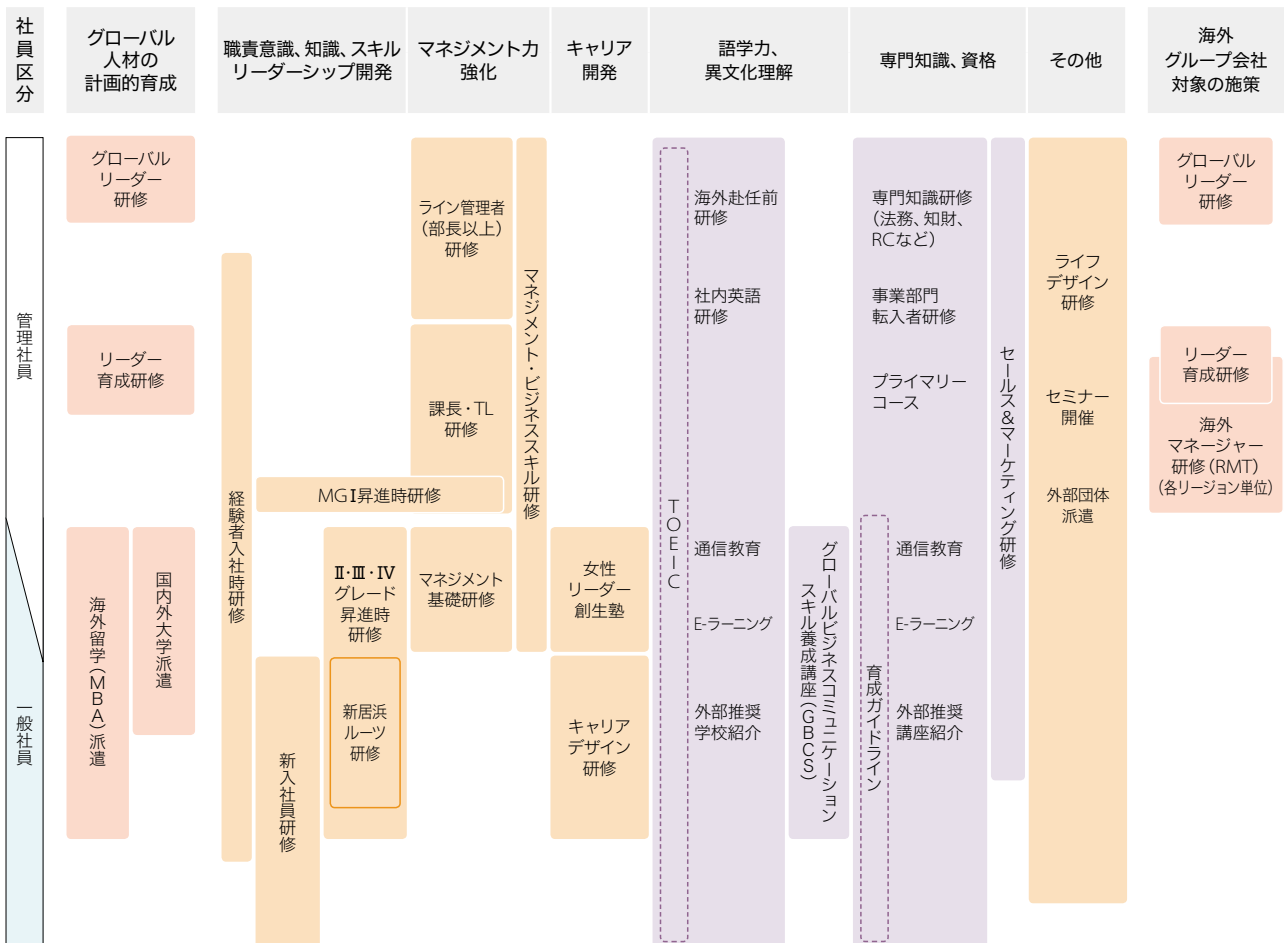 社員区分
グローバル
人材の
計画的育成
職責意識、知識、スキル
リーダーシップ開発
マネジメント力
強化
キャリア
開発
語学力、
異文化理解
専門知識、資格
その他
海外
グループ会社
対象の施策
管理社員
一般社員
グローバル
リーダー
研修
リーダー
育成研修
海外留学(MBA)派遣
国内外大学派遣
経験者入社時研修
MGⅠ昇進時研修
Ⅱ・Ⅲ・Ⅳ
グレード
昇進時
研修
新居浜
ルーツ
研修
新入社員研修
ライン管理者
(部長以上)
研修
課長・TL
研修
マネジメント
基礎研修
マネジメント・ビジネススキル研修
女性
リーダー
創生塾
キャリア
デザイン
研修
TOEIC
海外赴任前
研修
社内英語
研修
通信教育
E-ラーニング
外部推奨
学校紹介
グローバルビジネスコミュニケーション
スキル養成講座(GBCS)
専門知識研修
(法務、知財、
RCなど)
事業部門
転入者研修
プライマリー
コース
育成ガイドライン
通信教育
E-ラーニング
外部推奨
講座紹介
セールス&マーケティング研修
ライフ
デザイン
研修
セミナー
開催
外部団体
派遣
グローバル
リーダー
研修
リーダー
育成研修
海外
マネージャー
研修(RMT)
(各リージョン単位)